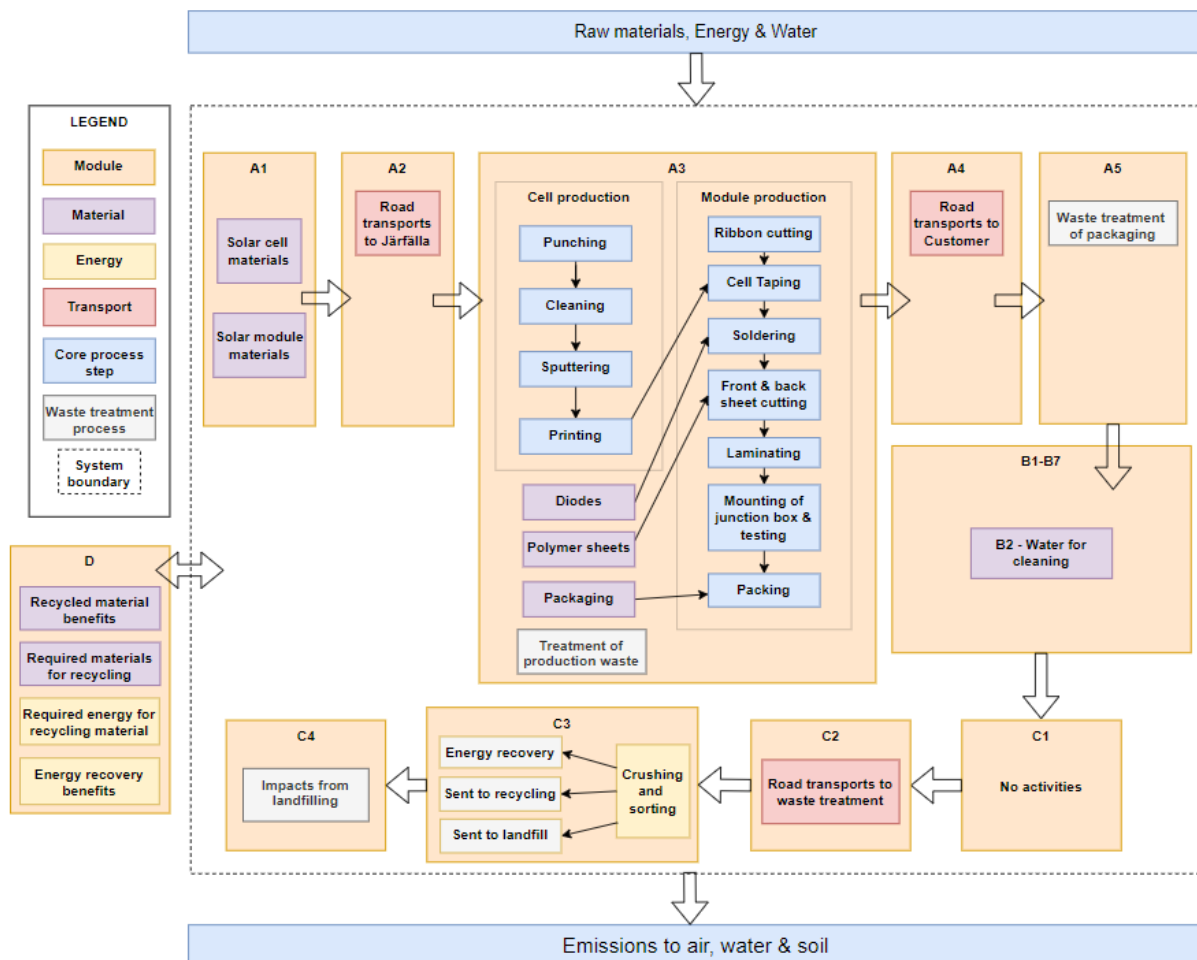 Raw materials, Energy & Water
LEGEND
Module
Material
Energy
Transport
Core process
step
Waste treatment
process
System
boundary
A1
Solar cell
materials
Solar module
materials
A2
Road
transports
to Järfälla
A3
Cell production
Punching
Cleaning
Sputtering
Printing
Diodes
Polymer sheets
Packaging
Treatment of
production waste
Module production
Ribbon cutting
Cell Taping
Soldering
Front & back
sheet cutting
Laminating
Mounting of
junction box &
testing
Packing
A4
Road
transports to
Customer
A5
Waste treatment
of packaging
B1-B7
B2 - Water for
cleaning
C1
No activities
C2
Road transports to
waste treatment
C3
Crushing
and
sorting
Energy recovery
Sent to recycling
Sent to landfill
C4
Impacts from
landfilling
D
Recycled material
benefits
Required materials
for recycling
Required energy for
recycling material
Energy recovery
benefits
Emissions to air, water & soil